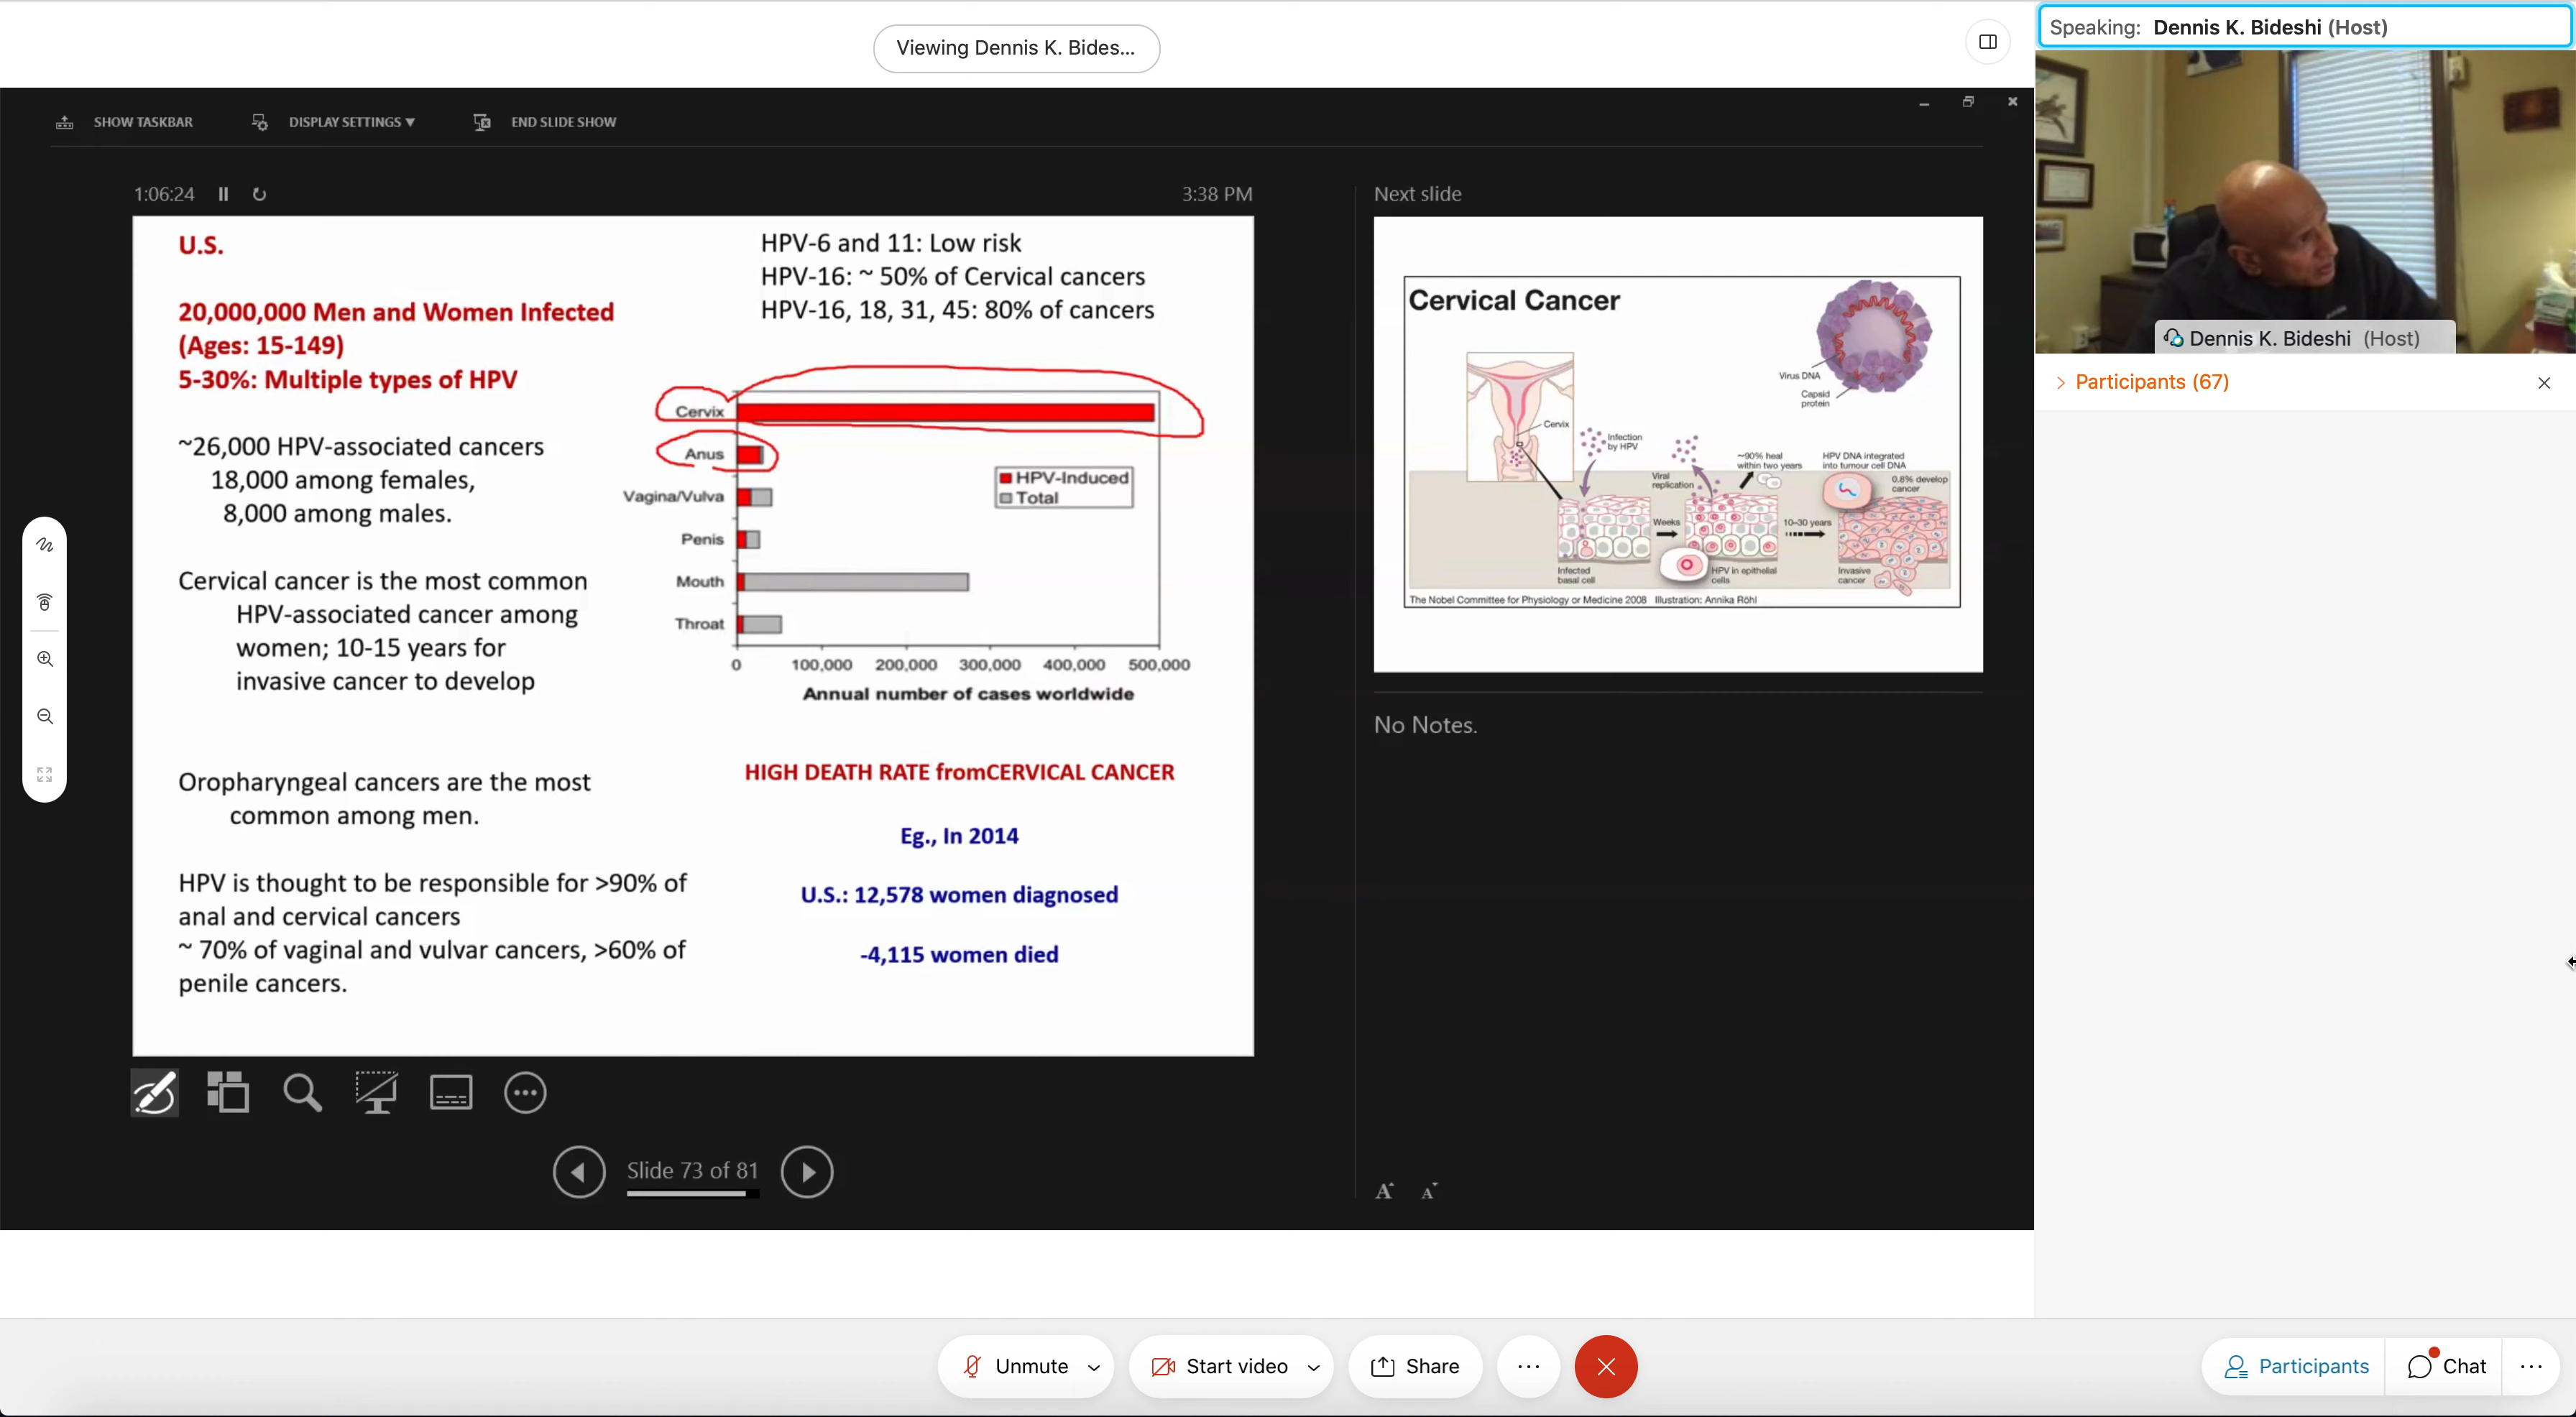 Viewing Dennis K. Bides...
Speaking: Dennis K. Bideshi (Host)
SHOW TASKBAR
DISPLAY SETTINGS ▼
END SLIDE SHOW
1:06:24
3:38 PM
U.S.
20,000,000 Men and Women Infected
(Ages: 15-149)
5-30%: Multiple types of HPV
~26,000 HPV-associated cancers
18,000 among females,
8,000 among males.
Cervical cancer is the most common
HPV-associated cancer among
women; 10-15 years for
invasive cancer to develop
Oropharyngeal cancers are the most
common among men.
HPV is thought to be responsible for >90% of
anal and cervical cancers
~ 70% of vaginal and vulvar cancers, >60% of
penile cancers.
HPV-6 and 11: Low risk
HPV-16: ~ 50% of Cervical cancers
HPV-16, 18, 31, 45: 80% of cancers
Cervix
Anus
Vagina/Vulva
Penis
Mouth
Throat
HPV-Induced
Total
0 100,000 200,000 300,000 400,000 500,000
Annual number of cases worldwide
HIGH DEATH RATE fromCERVICAL CANCER
Eg., In 2014
U.S.: 12,578 women diagnosed
-4,115 women died
Slide 73 of 81
Next slide
Cervical Cancer
Virus DNA
Capsid
protein
Cervix
Infection
by HPV
Viral
replication
~90% heal
within two years
HPV DNA integrated
into tumour cell DNA
0.8% develop
cancer
Weeks
10–30 years
Infected
basal cell
HPV in epithelial
cells
Invasive
cancer
The Nobel Committee for Physiology or Medicine 2008 Illustration: Annika Röhl
No Notes.
A A
Dennis K. Bideshi (Host)
Participants (67)
Unmute
Start video
Share
Participants
Chat